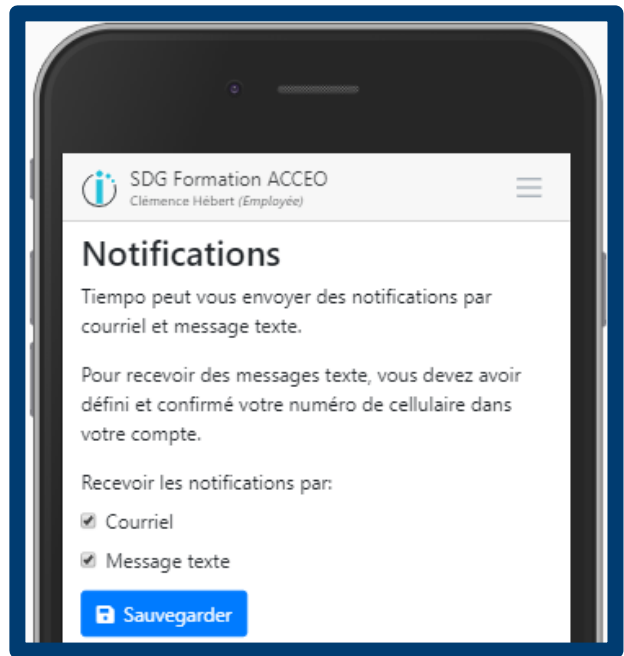 SDG Formation ACCEO
Clémence Hébert (Employée)
Notifications
Tiempo peut vous envoyer des notifications par
courriel et message texte.
Pour recevoir des messages texte, vous devez avoir
défini et confirmé votre numéro de cellulaire dans
votre compte.
Recevoir les notifications par:
Courriel
Message texte
Sauvegarder